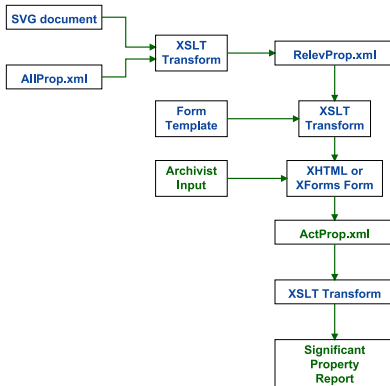 SVG document
AllProp.xml
XSLT
Transform
RelevProp.xml
Form
Template
XSLT
Transform
Archivist
Input
XHTML or
XForms Form
ActProp.xml
XSLT Transform
Significant
Property
Report